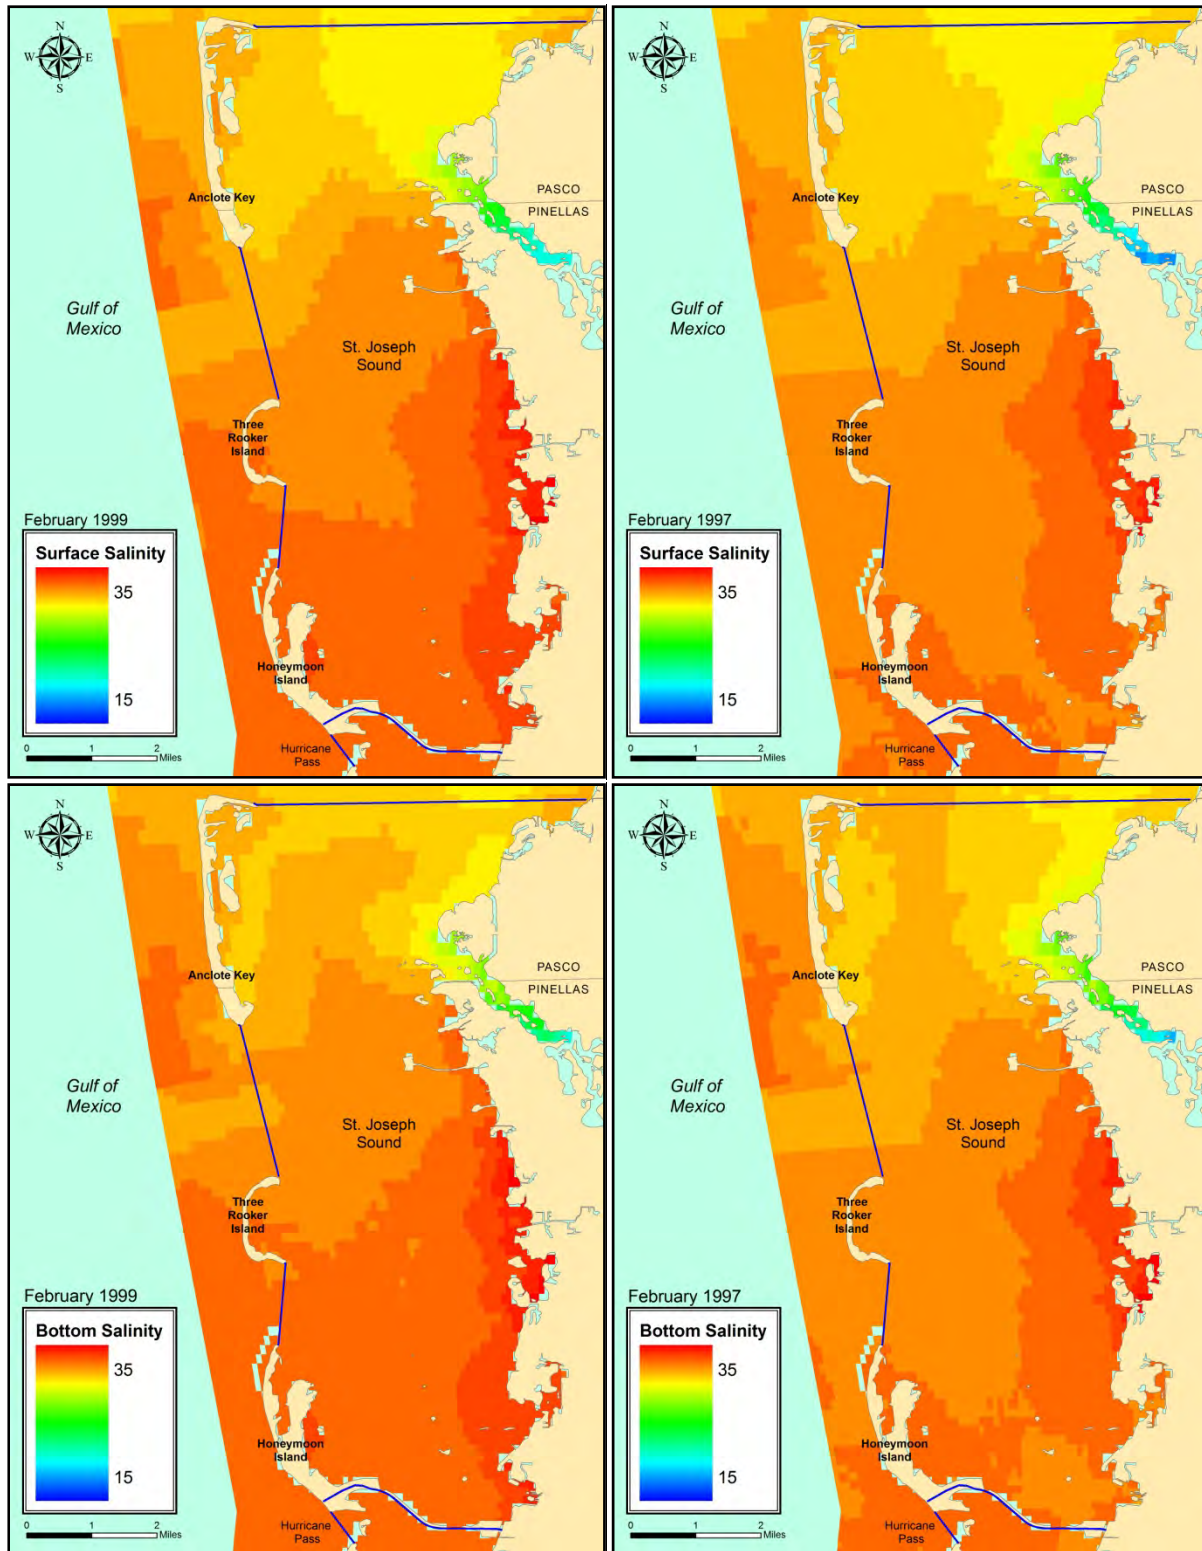 N
W E
S
Anclote Key
PASCO
PINELLAS
Gulf of
Mexico
St. Joseph
Sound
Three
Rooker
Island
February 1999
Surface Salinity
35
15
Honeymoon
Island
0 1 2
Miles
Hurricane
Pass
N
W E
S
Anclote Key
PASCO
PINELLAS
Gulf of
Mexico
St. Joseph
Sound
Three
Rooker
Island
February 1997
Surface Salinity
35
15
Honeymoon
Island
0 1 2
Miles
Hurricane
Pass
N
W E
S
Anclote Key
PASCO
PINELLAS
Gulf of
Mexico
St. Joseph
Sound
Three
Rooker
Island
February 1999
Bottom Salinity
35
15
Honeymoon
Island
0 1 2
Miles
Hurricane
Pass
N
W E
S
Anclote Key
PASCO
PINELLAS
Gulf of
Mexico
St. Joseph
Sound
Three
Rooker
Island
February 1997
Bottom Salinity
35
15
Honeymoon
Island
0 1 2
Miles
Hurricane
Pass